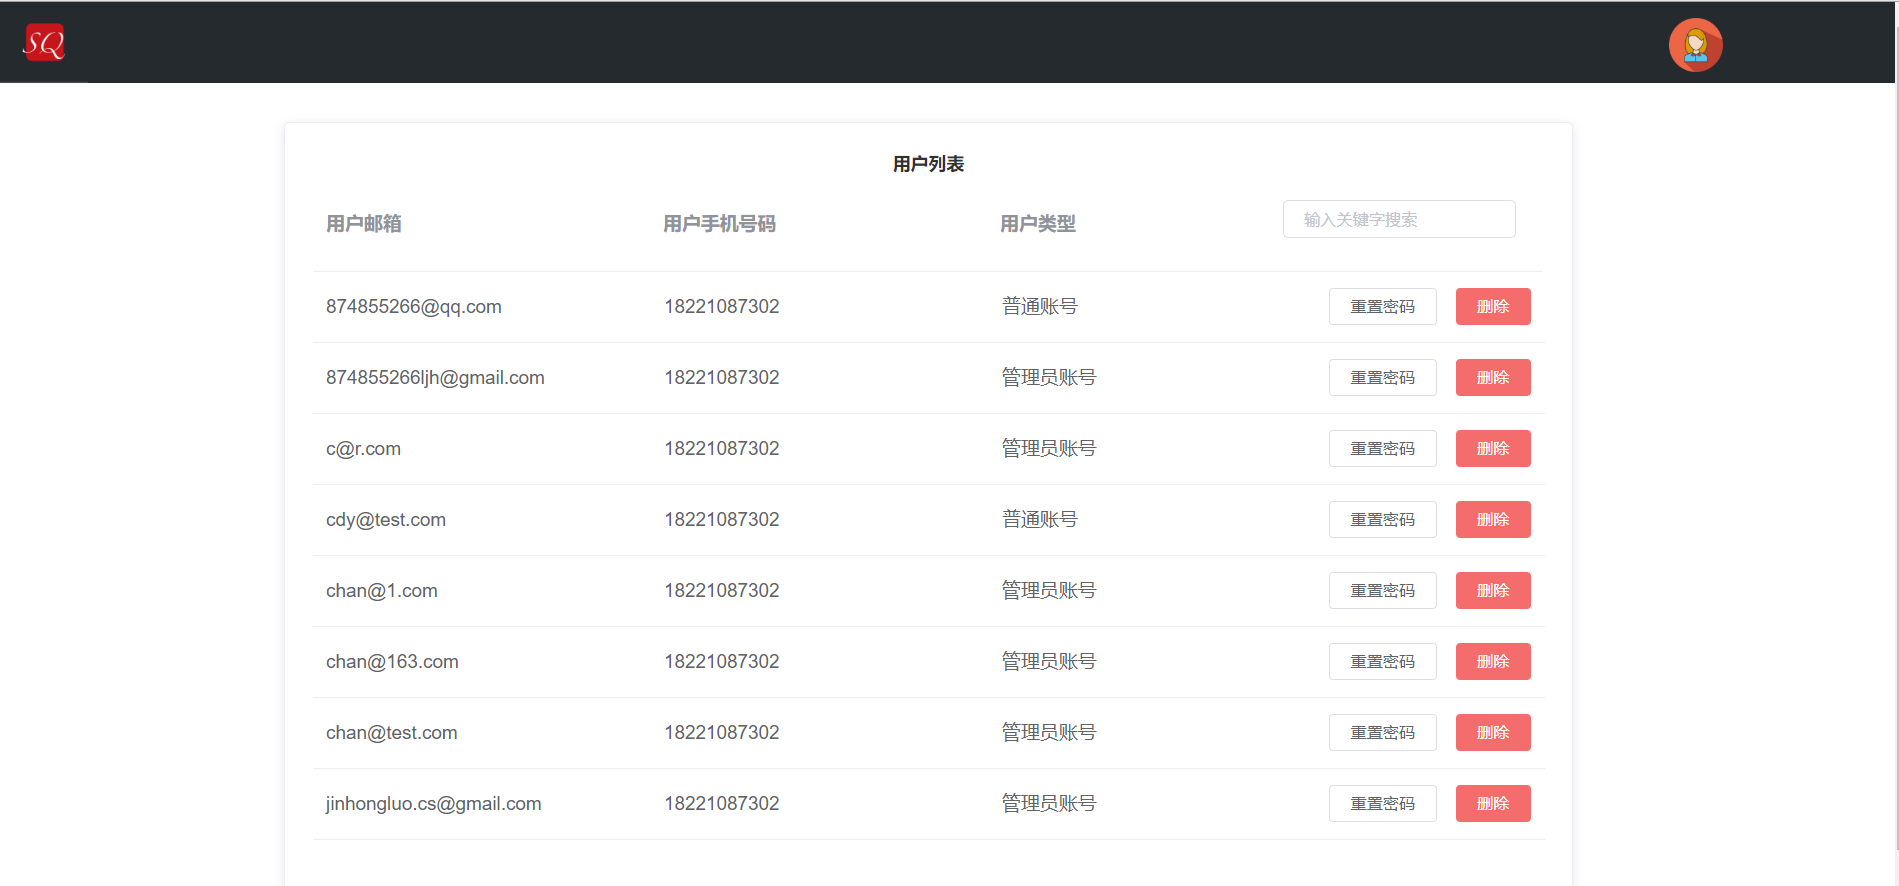 SQ
用户列表
用户邮箱 用户手机号码 用户类型 输入关键字搜索
874855266@qq.com 18221087302 普通账号 重置密码 删除
874855266ljh@gmail.com 18221087302 管理员账号 重置密码 删除
c@r.com 18221087302 管理员账号 重置密码 删除
cdy@test.com 18221087302 普通账号 重置密码 删除
chan@1.com 18221087302 管理员账号 重置密码 删除
chan@163.com 18221087302 管理员账号 重置密码 删除
chan@test.com 18221087302 管理员账号 重置密码 删除
jinhongluo.cs@gmail.com 18221087302 管理员账号 重置密码 删除